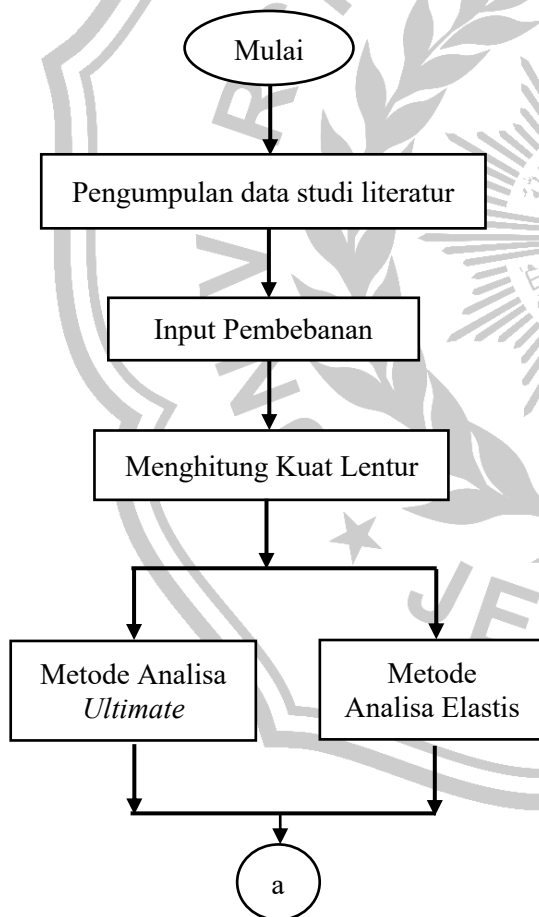 Mulai
Pengumpulan data studi literatur
Input Pembebanan
Menghitung Kuat Lentur
Metode Analisa
Ultimate
Metode
Analisa Elastis
a